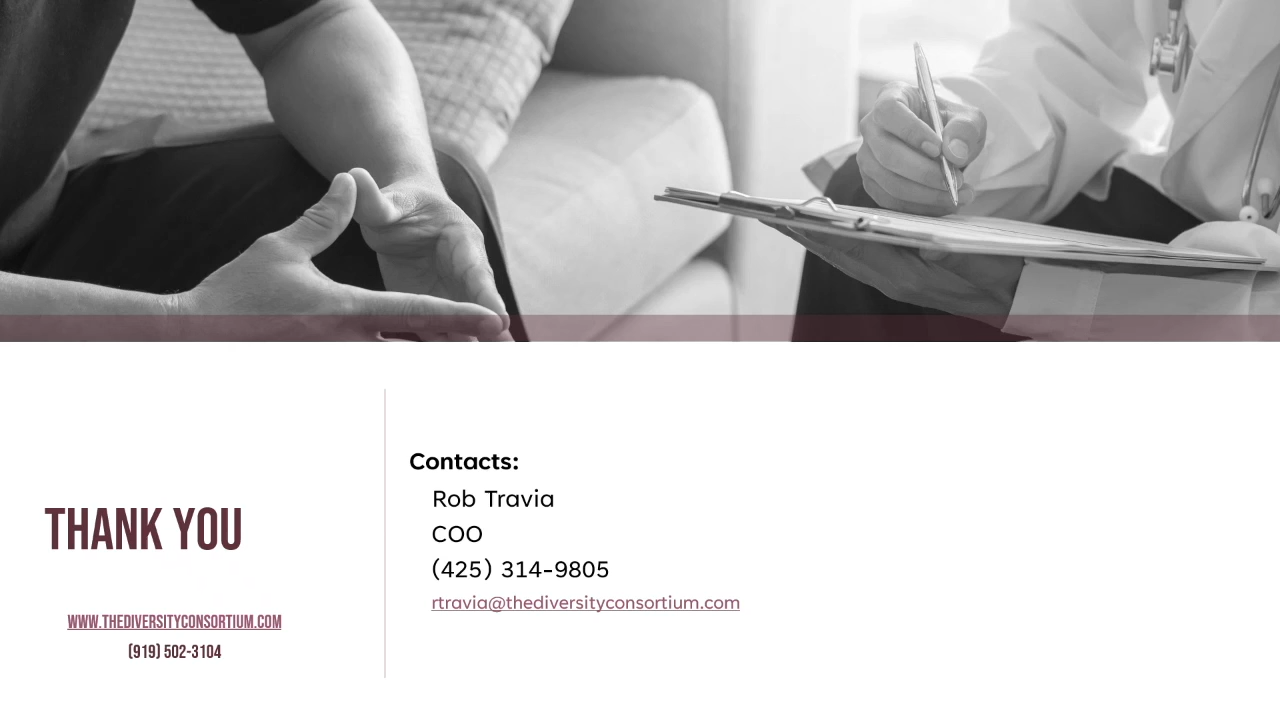 THANK YOU
WWW.THEDIVERSITYCONSORTIUM.COM
(919) 502-3104
Contacts:
Rob Travia
COO
(425) 314-9805
rtravia@thediversityconsortium.com